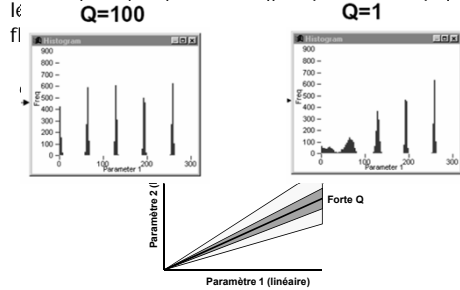 Q=100
Q=1
Histogram
900
800
700
600
500
400
300
200
100
0
Freq
0 100 200 300
Parameter 1
Histogram
900
800
700
600
500
400
300
200
100
0
Freq
0 100 200 300
Parameter 1
Paramètre 2 (l
Forte Q
Paramètre 1 (linéaire)